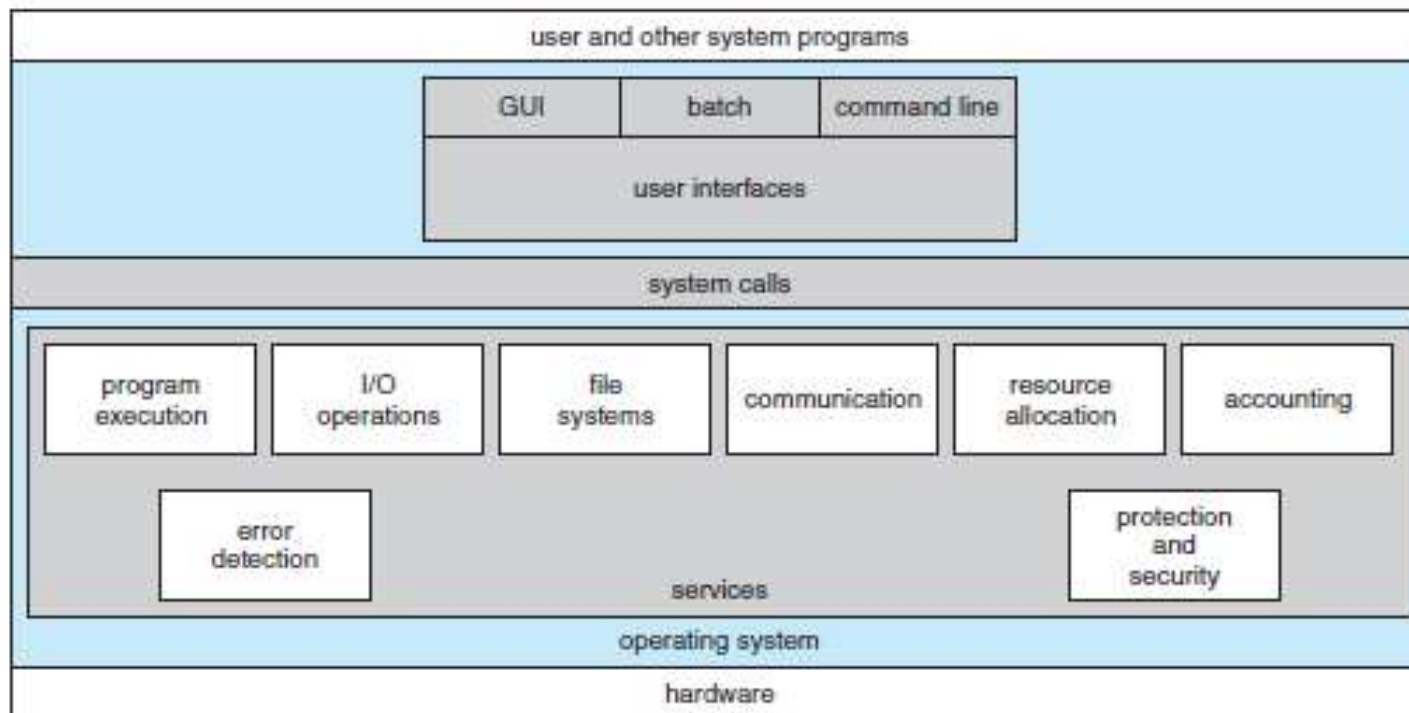 user and other system programs
GUI
batch
command line
user interfaces
system calls
program
execution
I/O
operations
file
systems
communication
resource
allocation
accounting
error
detection
protection
and
security
services
operating system
hardware